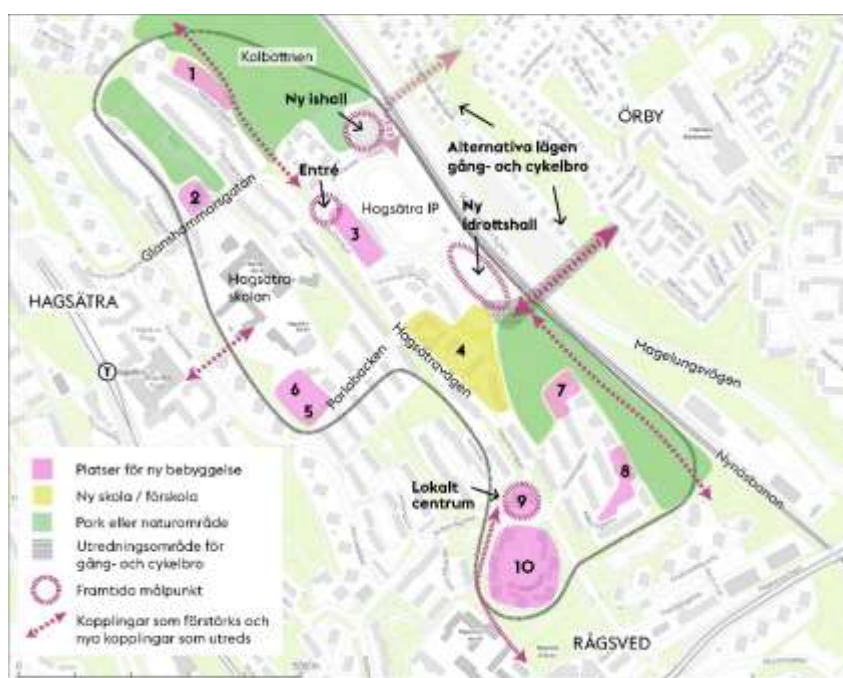 Kolbottnen
1
Ny ishall
ÖRBY
Alternativa lägen
gång- och cykelbro
Entré
2
Glanshammarsgatan
Hagsätra IP
Ny
idrottshall
3
Hagsätra-
skolan
HAGSÄTRA
T
Hagsätravägen
4
Magelungsvägen
6
5
Parlabacken
7
Nynäsbanan
8
Lokalt
centrum
9
10
RÅGSVED
Platser för ny bebyggelse
Ny skola / förskola
Park eller naturområde
Utredningsområde för
gång- och cykelbro
Framtida målpunkt
Kopplingar som förstärks och
nya kopplingar som utreds